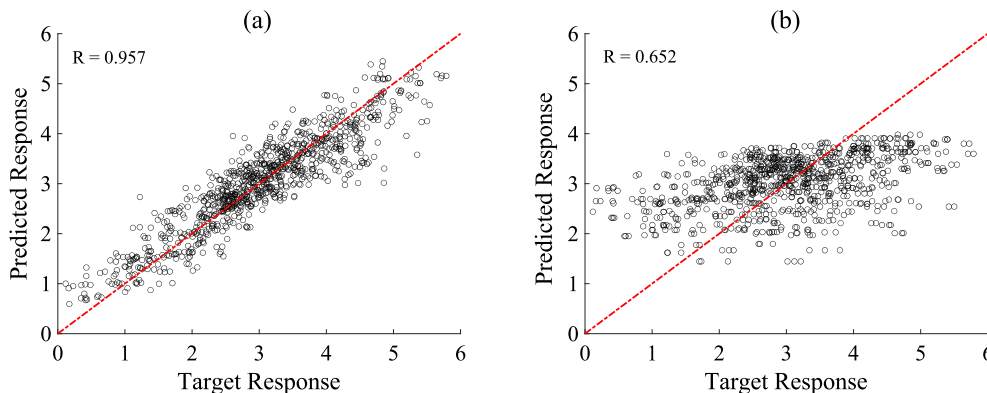 (a)
R = 0.957
6
5
4
3
2
1
0
Predicted Response
0 1 2 3 4 5 6
Target Response
(b)
R = 0.652
6
5
4
3
2
1
0
Predicted Response
0 1 2 3 4 5 6
Target Response